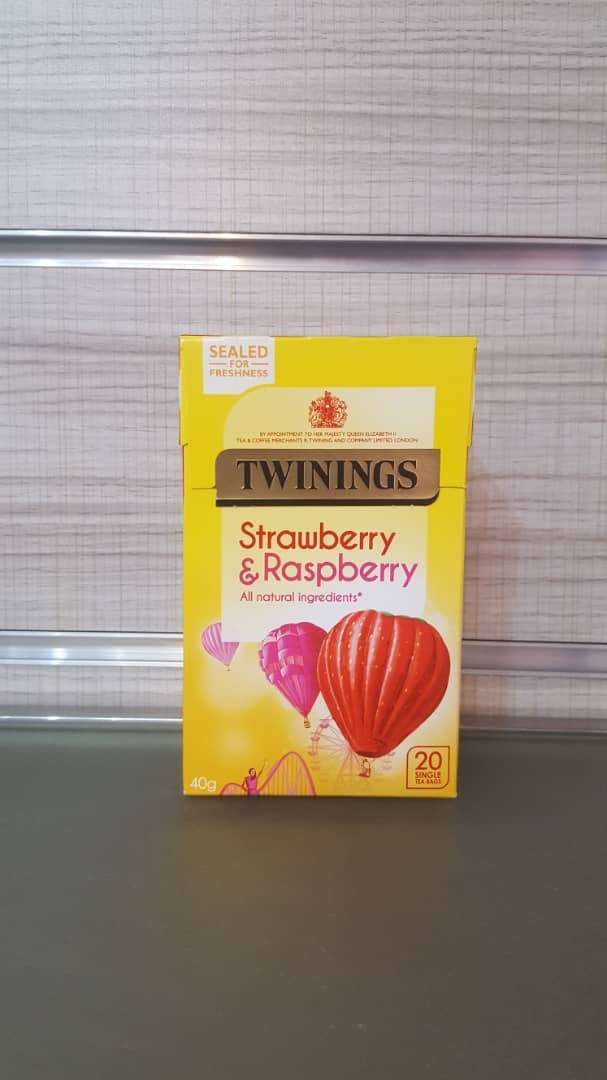 SEALED
FOR
FRESHNESS
BY APPOINTMENT TO HER MAJESTY QUEEN ELIZABETH II
TEA & COFFEE MERCHANTS R. TWINING AND COMPANY LIMITED LONDON
TWININGS
Strawberry
& Raspberry
All natural ingredients*
40g
20
SINGLE
TEA BAGS